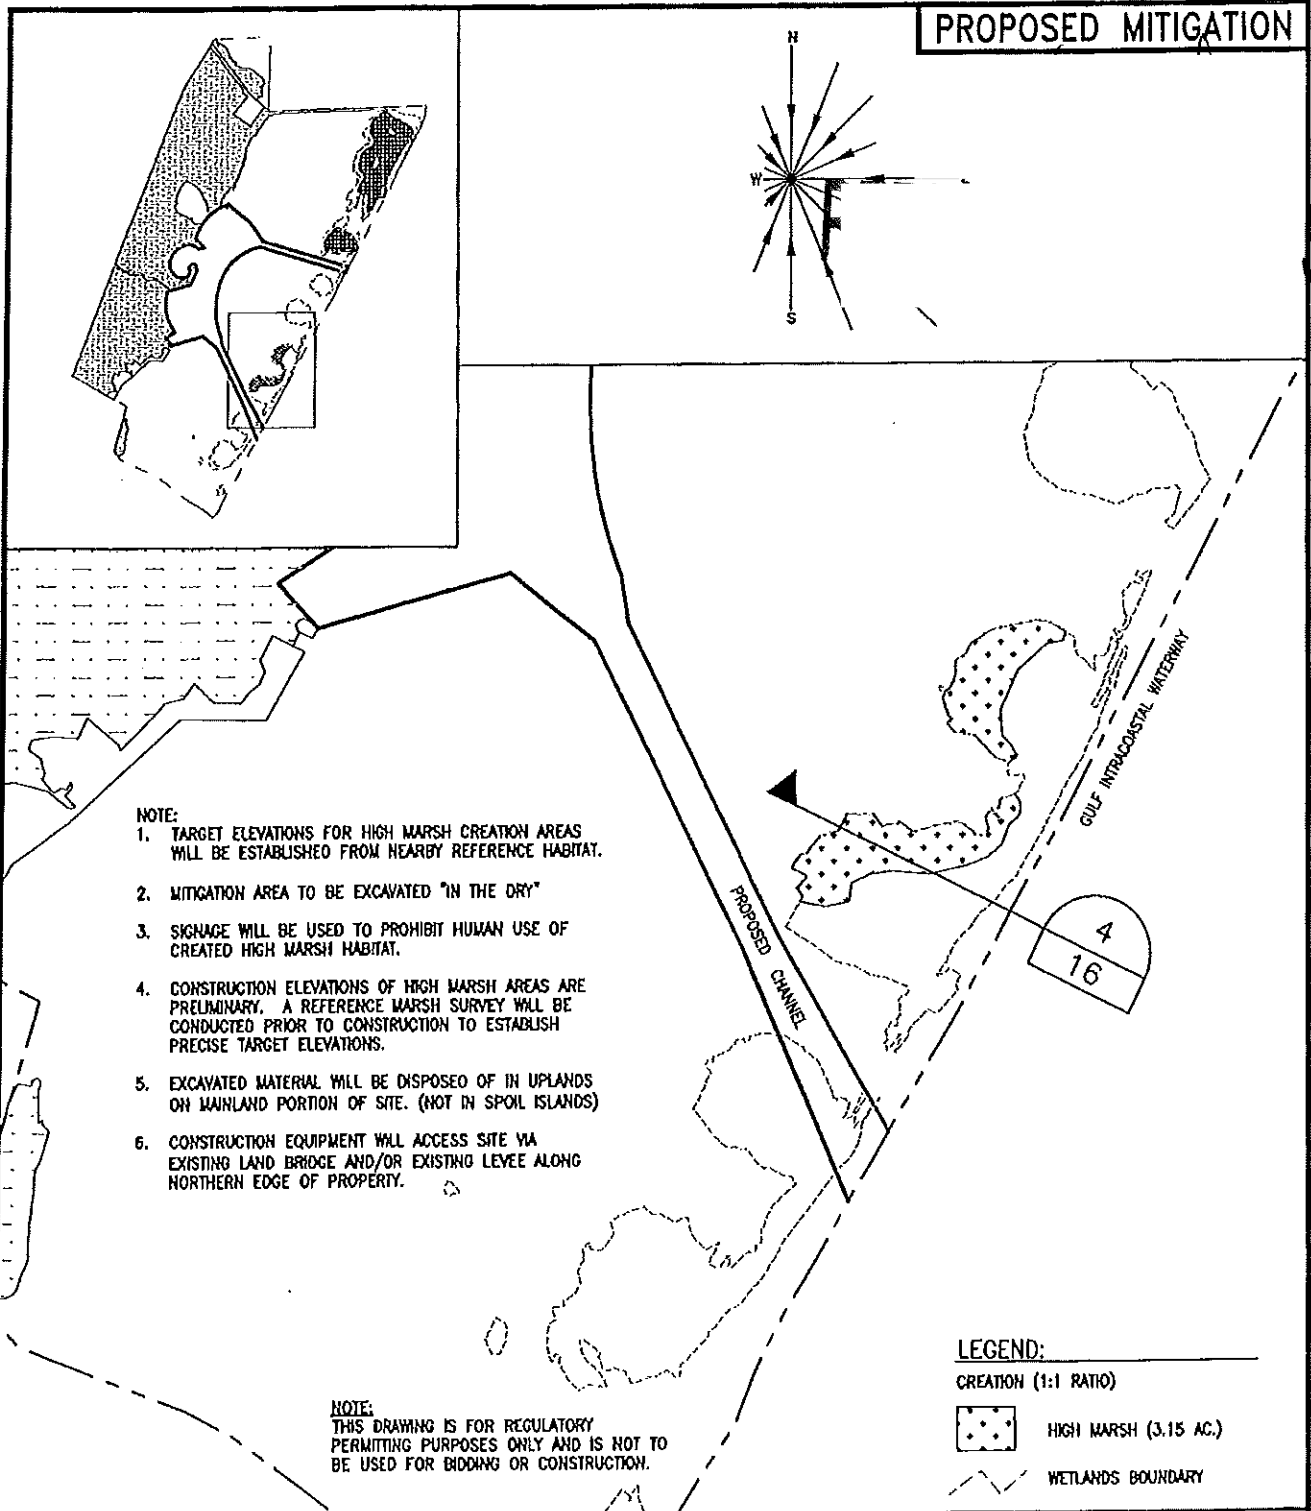 PROPOSED MITIGATION
N
W
S
GULF INTRACOASTAL WATERWAY
NOTE:
1. TARGET ELEVATIONS FOR HIGH MARSH CREATION AREAS
WILL BE ESTABLISHED FROM NEARBY REFERENCE HABITAT.
2. MITIGATION AREA TO BE EXCAVATED "IN THE DRY"
3. SIGNAGE WILL BE USED TO PROHIBIT HUMAN USE OF
CREATED HIGH MARSH HABITAT.
4. CONSTRUCTION ELEVATIONS OF HIGH MARSH AREAS ARE
PRELIMINARY. A REFERENCE MARSH SURVEY WILL BE
CONDUCTED PRIOR TO CONSTRUCTION TO ESTABLISH
PRECISE TARGET ELEVATIONS.
5. EXCAVATED MATERIAL WILL BE DISPOSED OF IN UPLANDS
ON MAINLAND PORTION OF SITE. (NOT IN SPOIL ISLANDS)
6. CONSTRUCTION EQUIPMENT WILL ACCESS SITE VIA
EXISTING LAND BRIDGE AND/OR EXISTING LEVEE ALONG
NORTHERN EDGE OF PROPERTY.
PROPOSED CHANNEL
4
16
NOTE:
THIS DRAWING IS FOR REGULATORY
PERMITTING PURPOSES ONLY AND IS NOT TO
BE USED FOR BIDDING OR CONSTRUCTION.
LEGEND:
CREATION (1:1 RATIO)
HIGH MARSH (3.15 AC.)
WETLANDS BOUNDARY